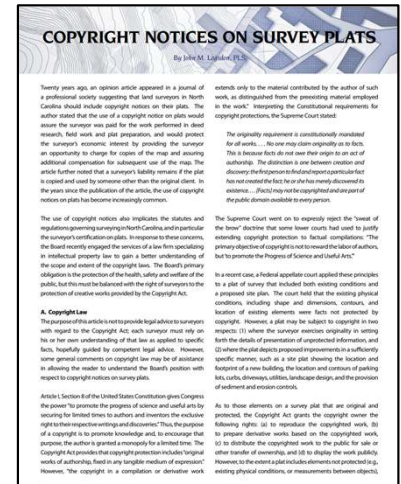 COPYRIGHT NOTICES ON SURVEY PLATS
By John M. Logsdon, PLS
Twenty years ago, an opinion article appeared in a journal of
a professional society suggesting that land surveyors in North
Carolina should include copyright notices on their plats. The
author stated that the use of a copyright notice on plats would
assure the surveyor was paid for the work performed in deed
research, field work and plat preparation, and would protect
the surveyor's economic interest by providing the surveyor
an opportunity to charge for copies of the map and assuring
additional compensation for subsequent use of the map. The
article further noted that a surveyor's liability remains if the plat
is copied and used by someone other than the original client. In
the years since the publication of the article, the use of copyright
notices on plats has become increasingly common.
The use of copyright notices also implicates the statutes and
regulations governing surveying in North Carolina, and in particular
the surveyor's certification on plats. In response to these concerns,
the Board recently engaged the services of a law firm specializing
in intellectual property law to gain a better understanding of
the scope and extent of the copyright laws. The Board's primary
obligation is the protection of the health, safety and welfare of the
public, but this must be balanced with the right of surveyors to the
protection of creative works provided by the Copyright Act.
A. Copyright Law
The purpose of this article is not to provide legal advice to surveyors
with regard to the Copyright Act; each surveyor must rely on
his or her own understanding of that law as applied to specific
facts, hopefully guided by competent legal advice. However,
some general comments on copyright law may be of assistance
in allowing the reader to understand the Board's position with
respect to copyright notices on survey plats.
Article I, Section 8 of the United States Constitution gives Congress
the power "to promote the progress of science and useful arts by
securing for limited times to authors and inventors the exclusive
right to their respective writings and discoveries." Thus, the purpose
of a copyright is to promote knowledge and, to encourage that
purpose, the author is granted a monopoly for a limited time. The
Copyright Act provides that copyright protection includes "original
works of authorship, fixed in any tangible medium of expression."
However, "the copyright in a compilation or derivative work
extends only to the material contributed by the author of such
work, as distinguished from the preexisting material employed
in the work." Interpreting the Constitutional requirements for
copyright protections, the Supreme Court stated:
The originality requirement is constitutionally mandated
for all works. . . . No one may claim originality as to facts.
This is because facts do not owe their origin to an act of
authorship. The distinction is one between creation and
discovery: the first person to find and report a particular fact
has not created the fact; he or she has merely discovered its
existence. . . . [Facts] may not be copyrighted and are part of
the public domain available to every person.
The Supreme Court went on to expressly reject the "sweat of
the brow" doctrine that some lower courts had used to justify
extending copyright protection to factual compilations: "The
primary objective of copyright is not to reward the labor of authors,
but 'to promote the Progress of Science and Useful Arts.'"
In a recent case, a Federal appellate court applied these principles
to a plat of survey that included both existing conditions and
a proposed site plan. The court held that the existing physical
conditions, including shape and dimensions, contours, and
location of existing elements were facts not protected by
copyright. However, a plat may be subject to copyright in two
respects: (1) where the surveyor exercises originality in setting
forth the details of presentation of unprotected information, and
(2) where the plat depicts proposed improvements in a sufficiently
specific manner, such as a site plat showing the location and
footprint of a new building, the location and contours of parking
lots, curbs, driveways, utilities, landscape design, and the provision
of sediment and erosion controls.
As to those elements on a survey plat that are original and
protected, the Copyright Act grants the copyright owner the
following rights: (a) to reproduce the copyrighted work, (b)
to prepare derivative works based on the copyrighted work,
(c) to distribute the copyrighted work to the public for sale or
other transfer of ownership, and (d) to display the work publicly.
However, to the extent a plat includes elements not protected (e.g.,
existing physical conditions, or measurements between objects),